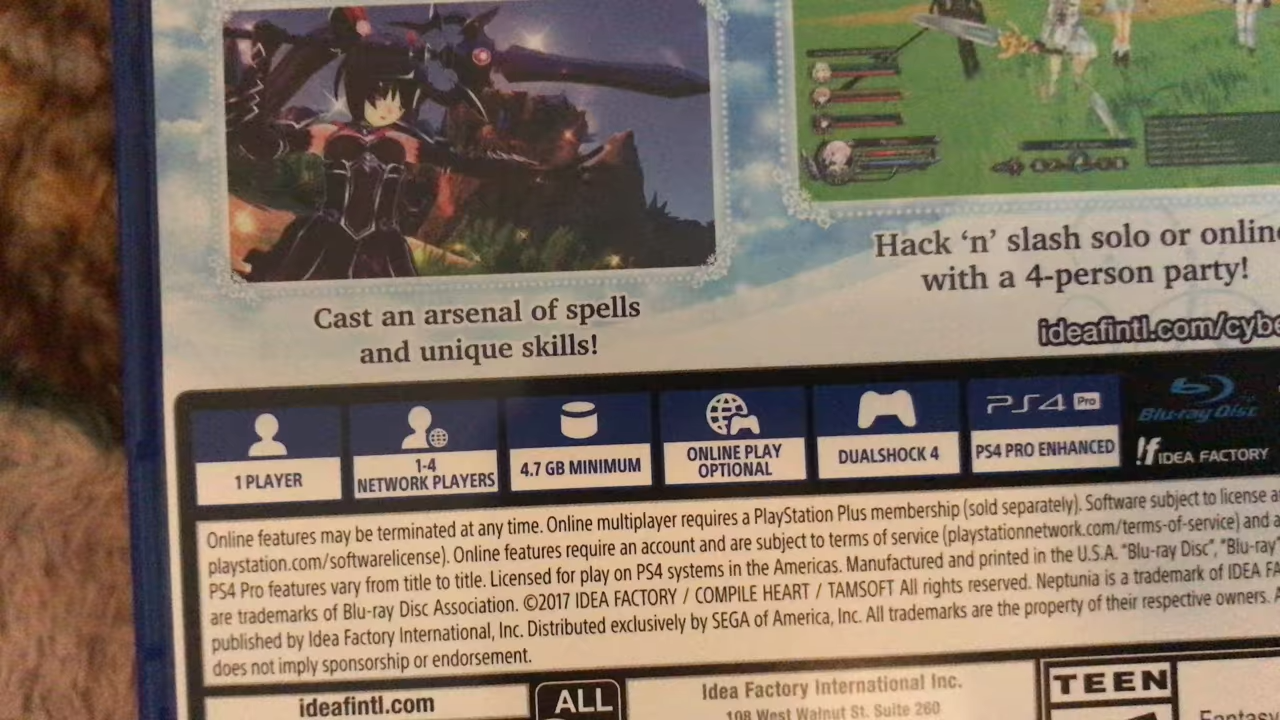 Cast an arsenal of spells
and unique skills!
Hack ‘n’ slash solo or online
with a 4-person party!
ideafintl.com/cybe
1 PLAYER
1-4
NETWORK PLAYERS
4.7 GB MINIMUM
ONLINE PLAY
OPTIONAL
DUALSHOCK 4
PS4 Pro
PS4 PRO ENHANCED
Blu-ray Disc
!f IDEA FACTORY
Online features may be terminated at any time. Online multiplayer requires a PlayStation Plus membership (sold separately). Software subject to license
playstation.com/softwarelicense). Online features require an account and are subject to terms of service (playstationnetwork.com/terms-of-service) and
PS4 Pro features vary from title to title. Licensed for play on PS4 systems in the Americas. Manufactured and printed in the U.S.A. “Blu-ray Disc”, “Blu-ray”
are trademarks of Blu-ray Disc Association. ©2017 IDEA FACTORY / COMPILE HEART / TAMSOFT All rights reserved. Neptunia is a trademark of IDEA FA
published by Idea Factory International, Inc. Distributed exclusively by SEGA of America, Inc. All trademarks are the property of their respective owners. A
does not imply sponsorship or endorsement.
ideafintl.com
ALL
Idea Factory International Inc.
108 West Walnut St. Suite 260
TEEN
Fantasy